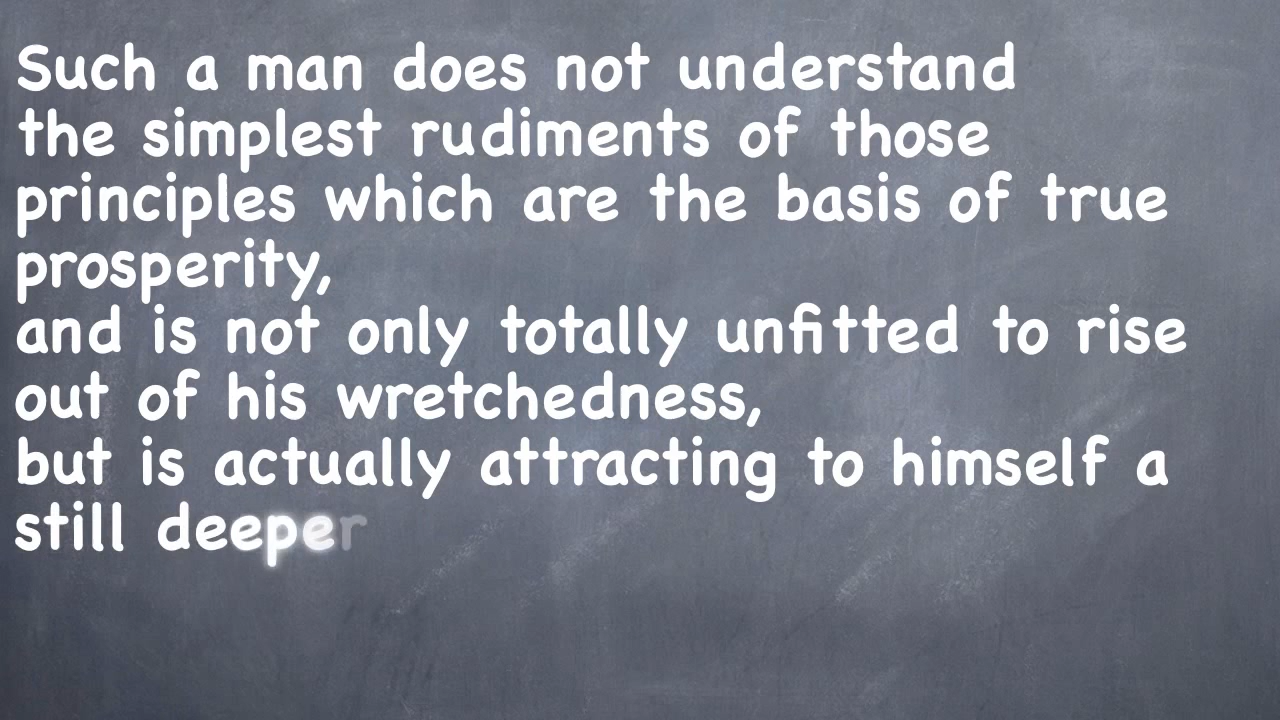 Such a man does not understand
the simplest rudiments of those
principles which are the basis of true
prosperity,
and is not only totally unfitted to rise
out of his wretchedness,
but is actually attracting to himself a
still deeper